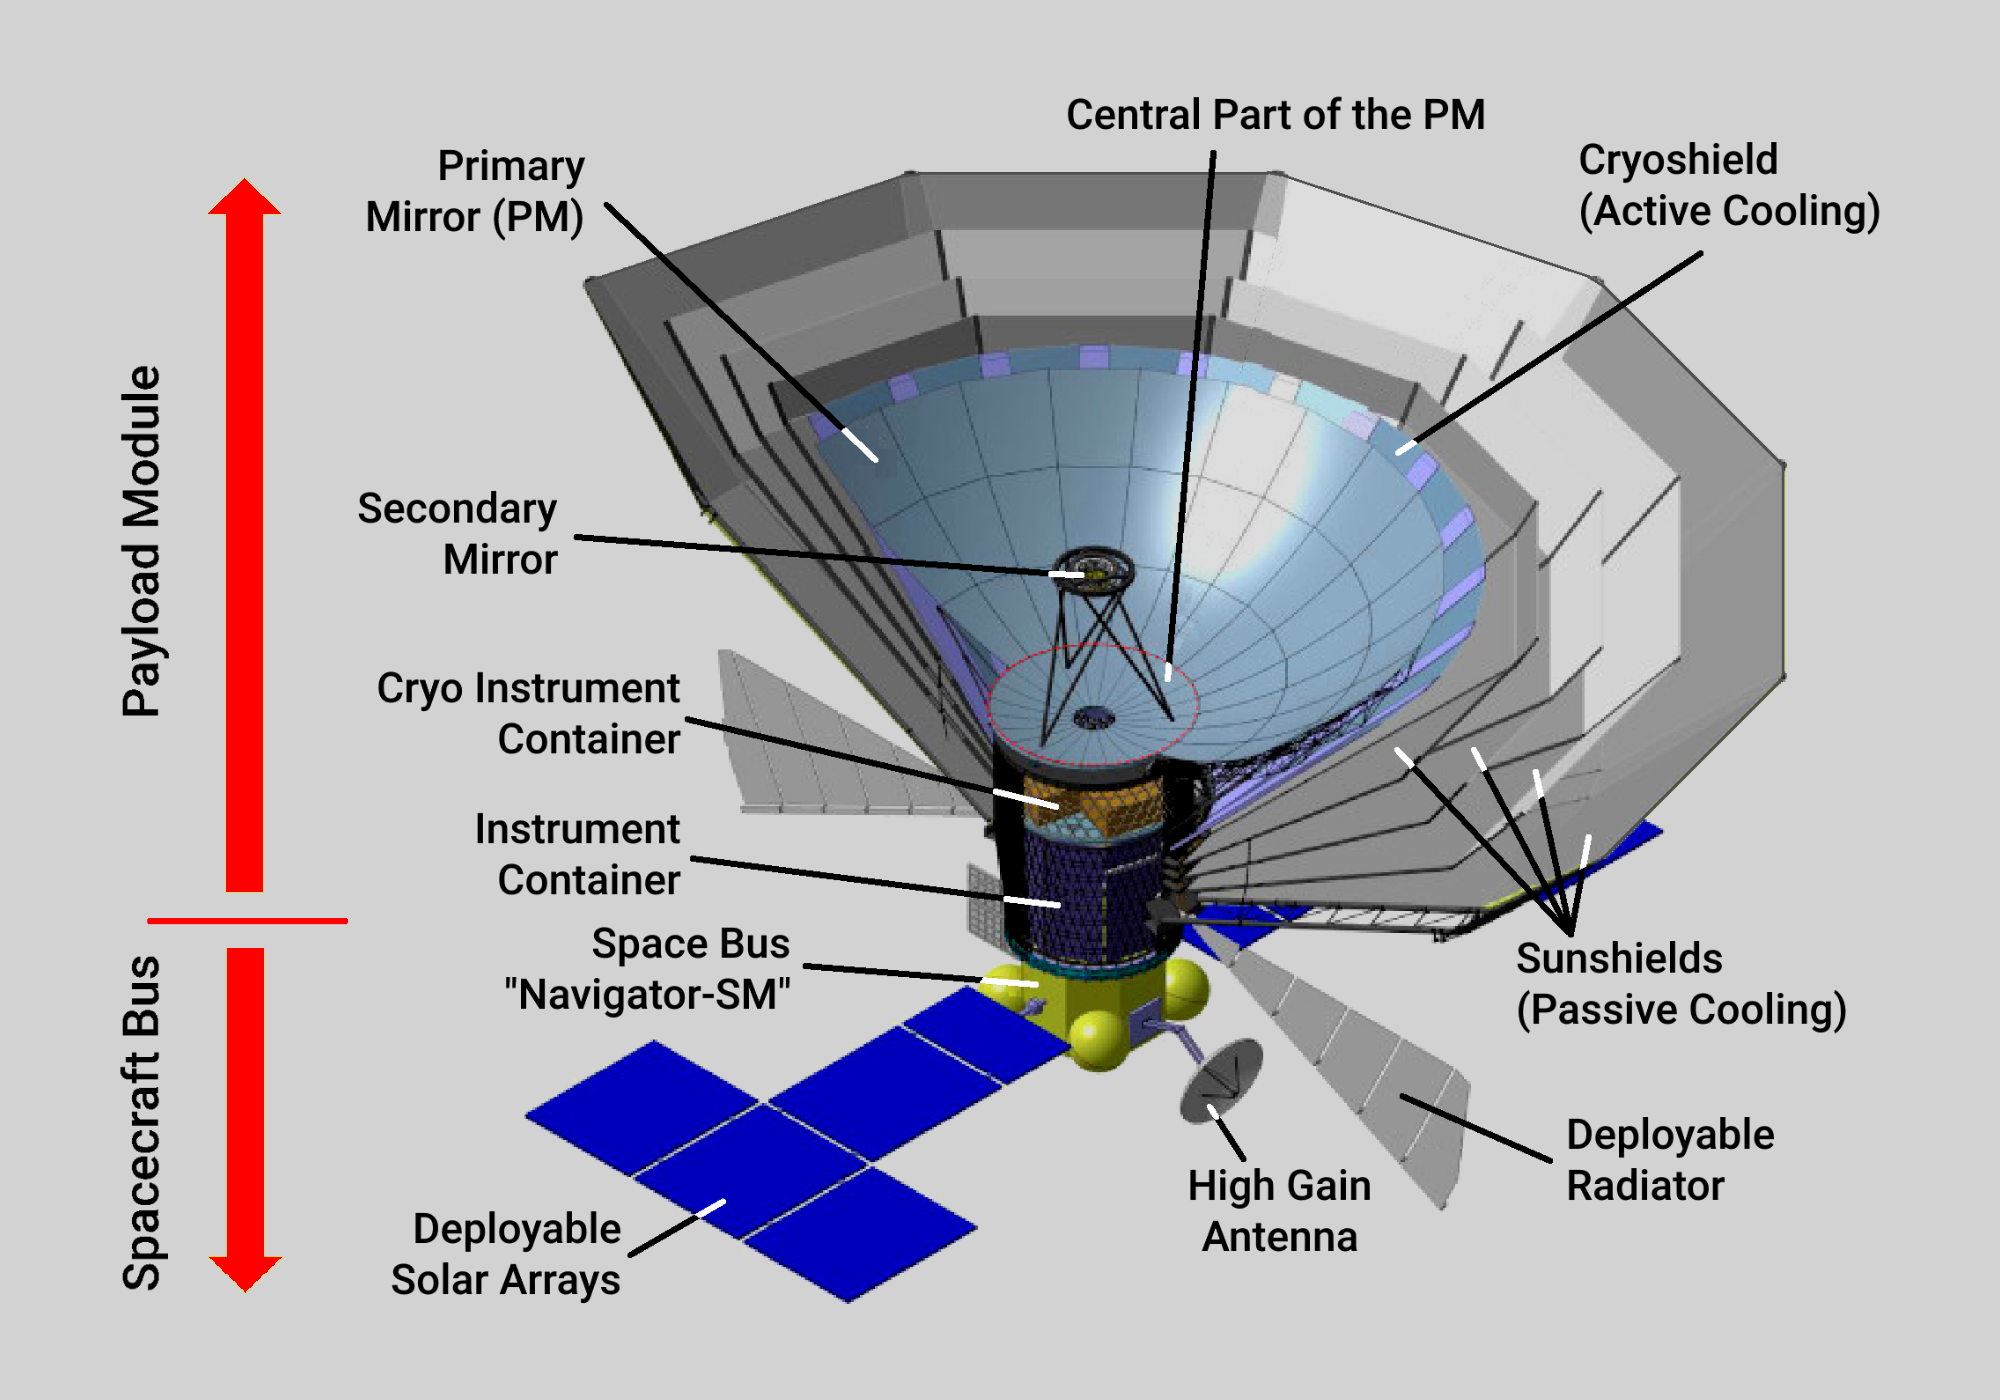 Central Part of the PM
Primary
Mirror (PM)
Cryoshield
(Active Cooling)
Payload Module
Secondary
Mirror
Cryo Instrument
Container
Instrument
Container
Space Bus
"Navigator-SM"
Sunshields
(Passive Cooling)
Spacecraft Bus
Deployable
Radiator
High Gain
Antenna
Deployable
Solar Arrays